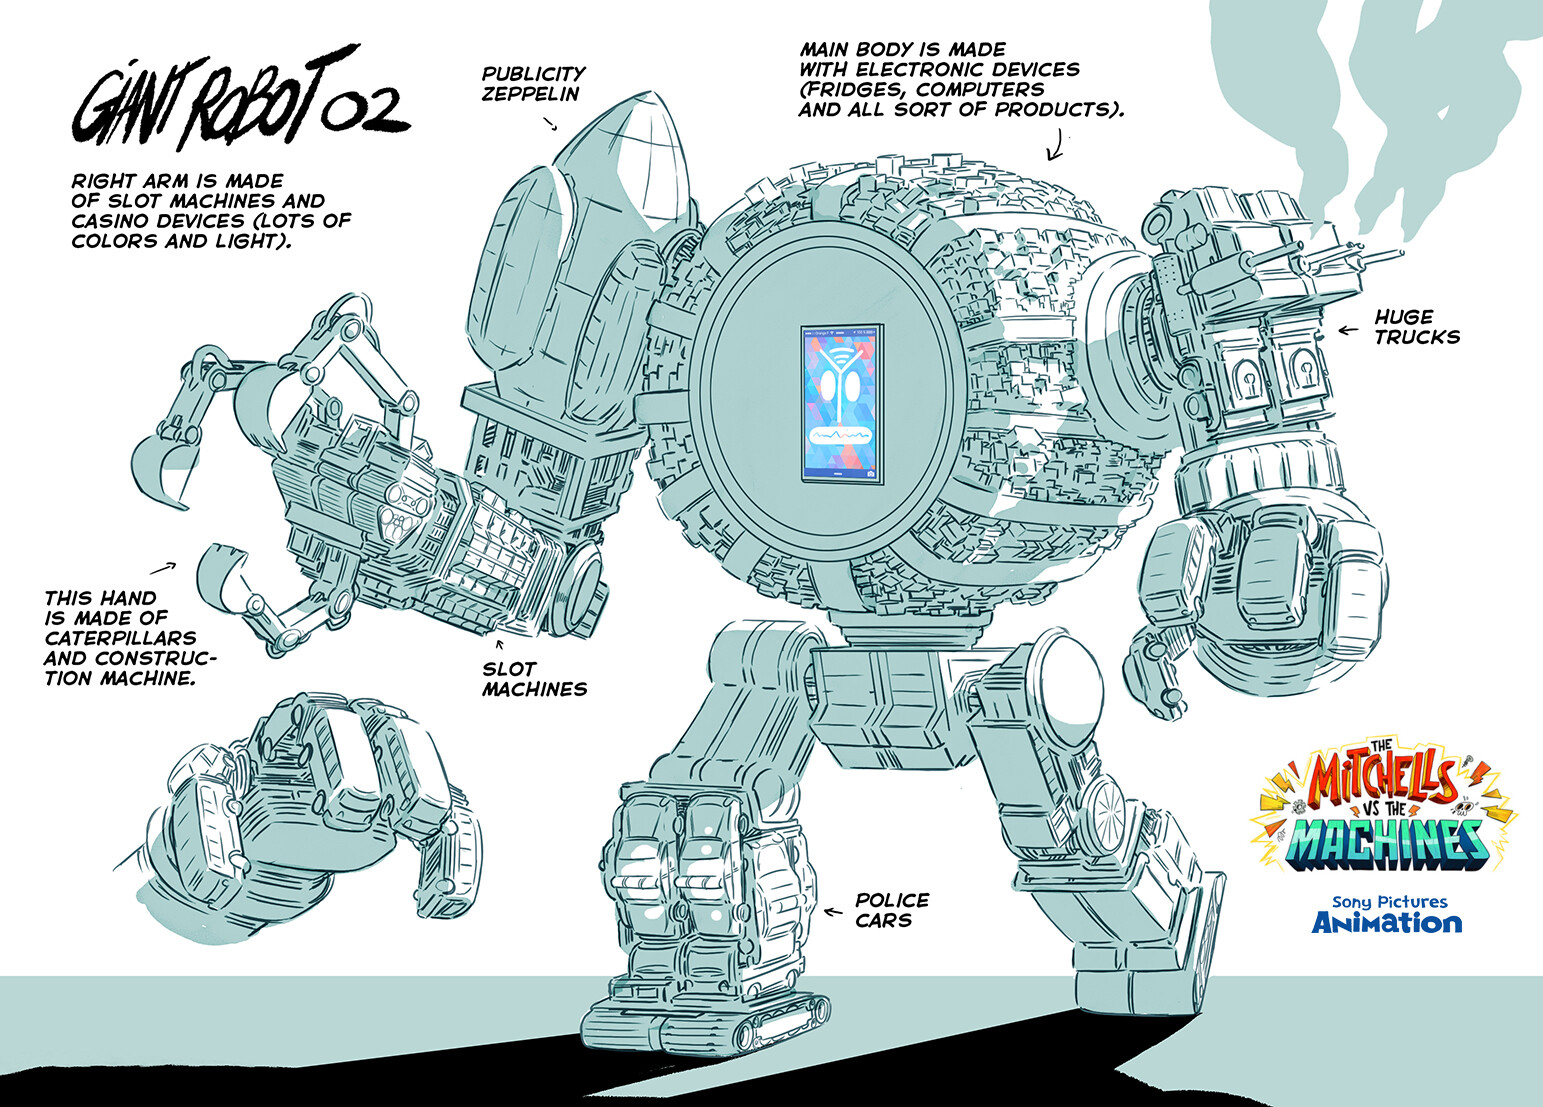 GIANT ROBOT 02
RIGHT ARM IS MADE
OF SLOT MACHINES AND
CASINO DEVICES (LOTS OF
COLORS AND LIGHT).
PUBLICITY
ZEPPELIN
MAIN BODY IS MADE
WITH ELECTRONIC DEVICES
(FRIDGES, COMPUTERS
AND ALL SORT OF PRODUCTS).
HUGE
TRUCKS
THIS HAND
IS MADE OF
CATERPILLARS
AND CONSTRUC-
TION MACHINE.
SLOT
MACHINES
POLICE
CARS
THE
MITCHELLS
VS THE
MACHINES
Sony Pictures
ANiMATiON